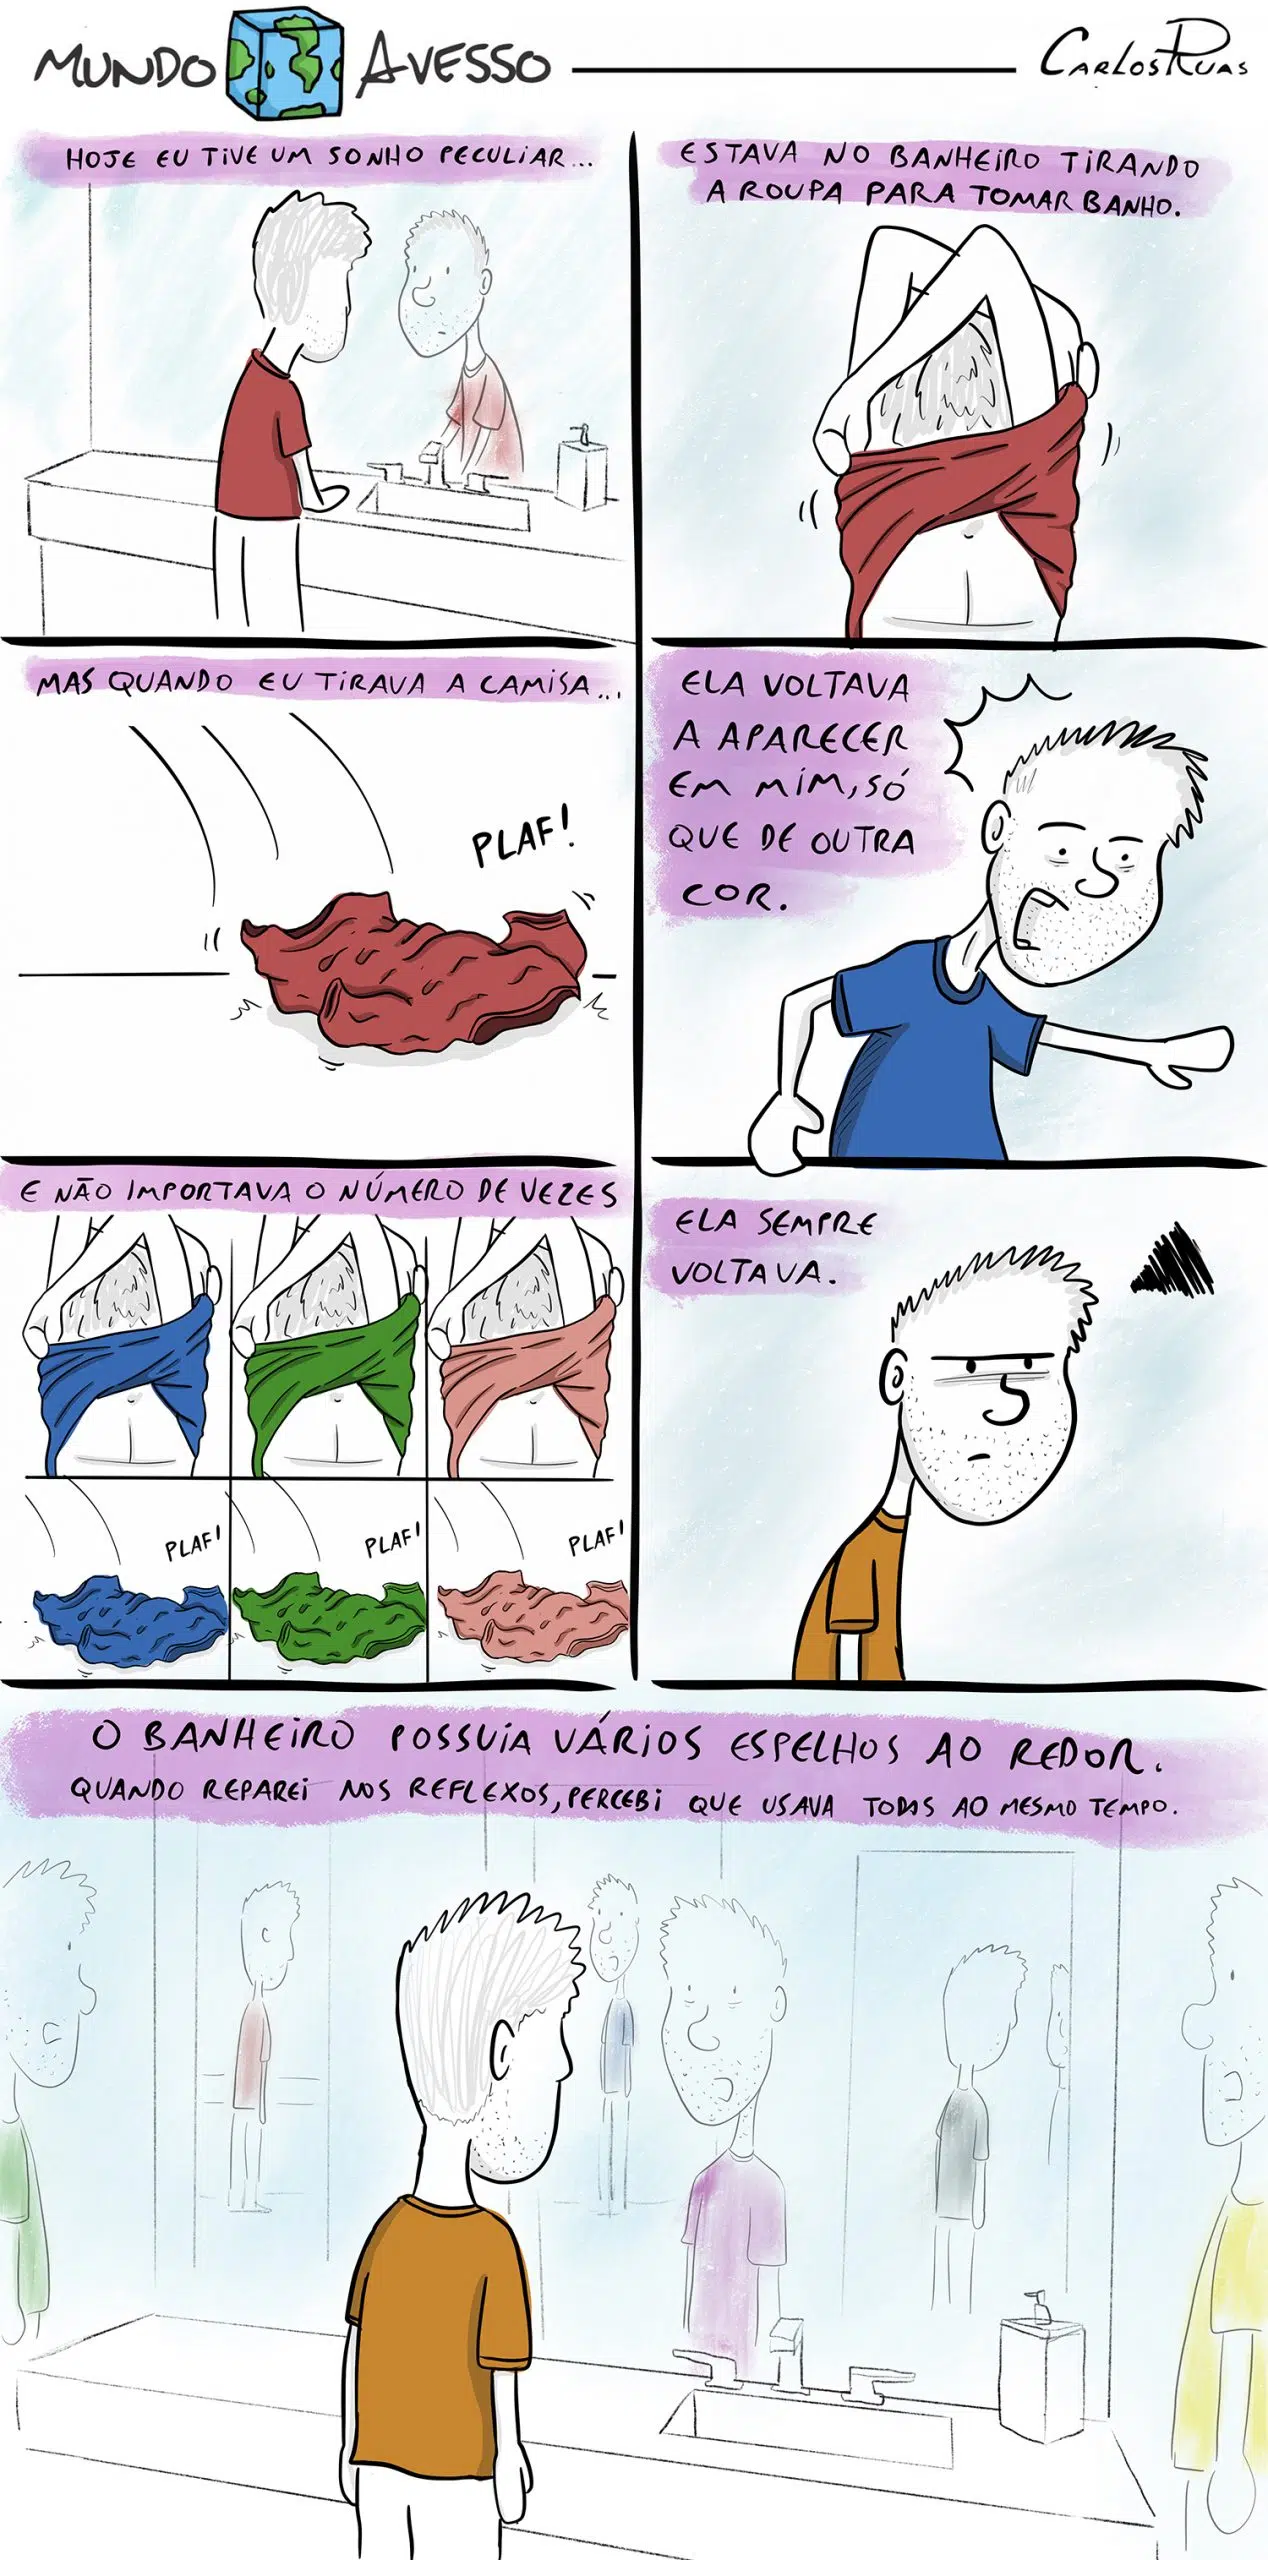 MUNDO AVESSO
CARLOS RUAS
HOJE EU TIVE UM SONHO PECULIAR...
ESTAVA NO BANHEIRO TIRANDO
A ROUPA PARA TOMAR BANHO.
MAS QUANDO EU TIRAVA A CAMISA...
PLAF!
ELA VOLTAVA
A APARECER
EM MIM, SÓ
QUE DE OUTRA
COR.
E NÃO IMPORTAVA O NÚMERO DE VEZES
PLAF!
PLAF!
PLAF!
ELA SEMPRE
VOLTAVA.
O BANHEIRO POSSUIA VÁRIOS ESPELHOS AO REDOR.
QUANDO REPAREI NOS REFLEXOS, PERCEBI QUE USAVA TODAS AO MESMO TEMPO.